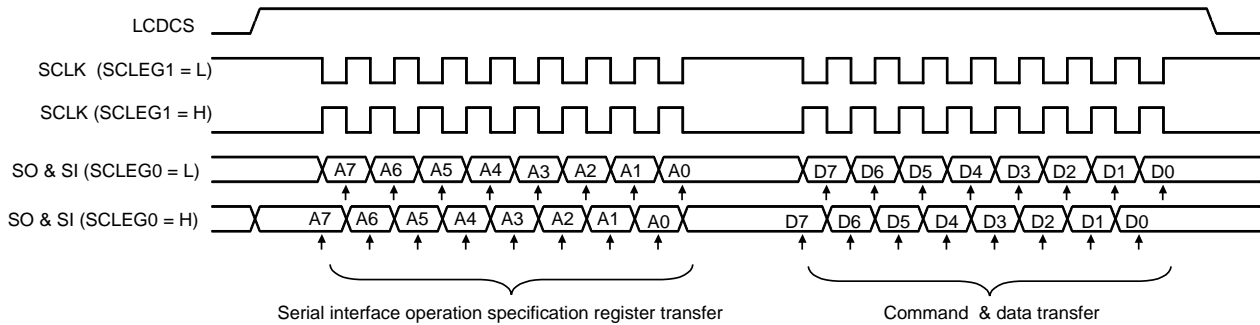 LCDCS
SCLK (SCLEG1 = L)
SCLK (SCLEG1 = H)
SO & SI (SCLEG0 = L) A7 A6 A5 A4 A3 A2 A1 A0 D7 D6 D5 D4 D3 D2 D1 D0
SO & SI (SCLEG0 = H) A7 A6 A5 A4 A3 A2 A1 A0 D7 D6 D5 D4 D3 D2 D1 D0
Serial interface operation specification register transfer Command & data transfer